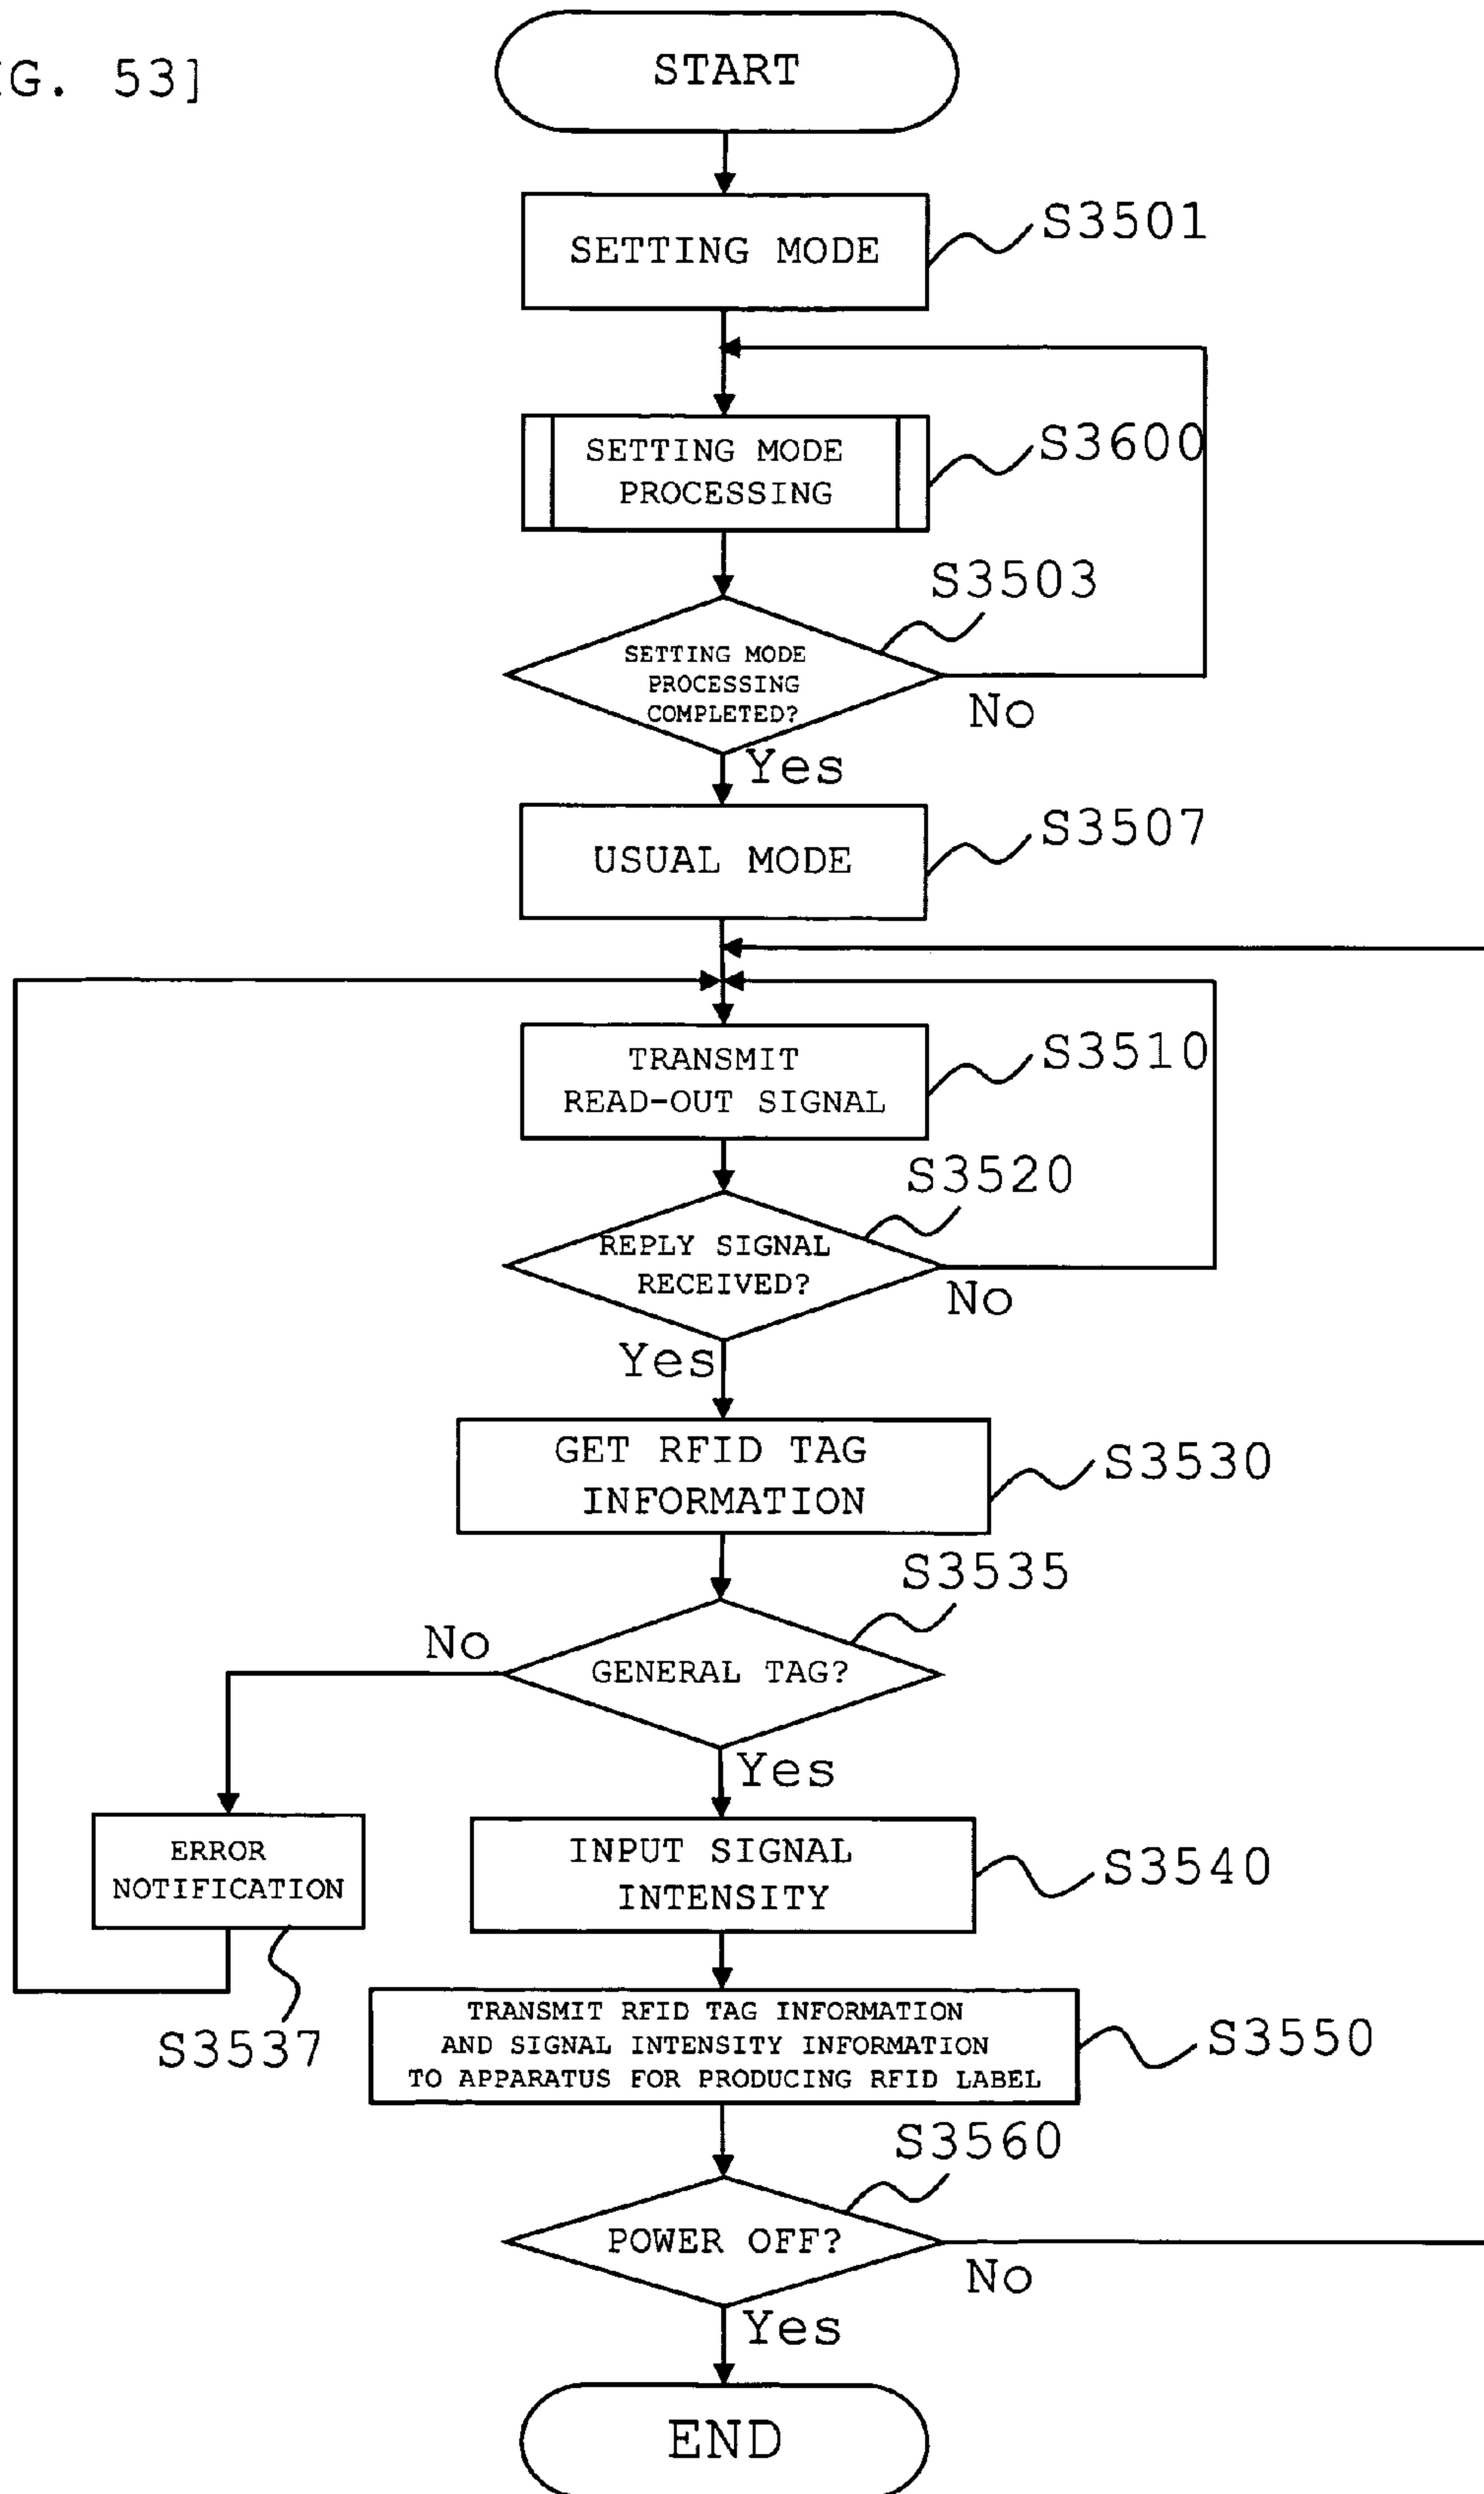 G. 53]
START
SETTING MODE
S3501
SETTING MODE
PROCESSING
S3600
S3503
SETTING MODE
PROCESSING
COMPLETED?
No
Yes
USUAL MODE
S3507
TRANSMIT
READ-OUT SIGNAL
S3510
S3520
REPLY SIGNAL
RECEIVED?
No
Yes
GET RFID TAG
INFORMATION
S3530
S3535
No
GENERAL TAG?
Yes
ERROR
NOTIFICATION
S3537
INPUT SIGNAL
INTENSITY
S3540
TRANSMIT RFID TAG INFORMATION
AND SIGNAL INTENSITY INFORMATION
TO APPARATUS FOR PRODUCING RFID LABEL
S3550
S3560
POWER OFF?
No
Yes
END